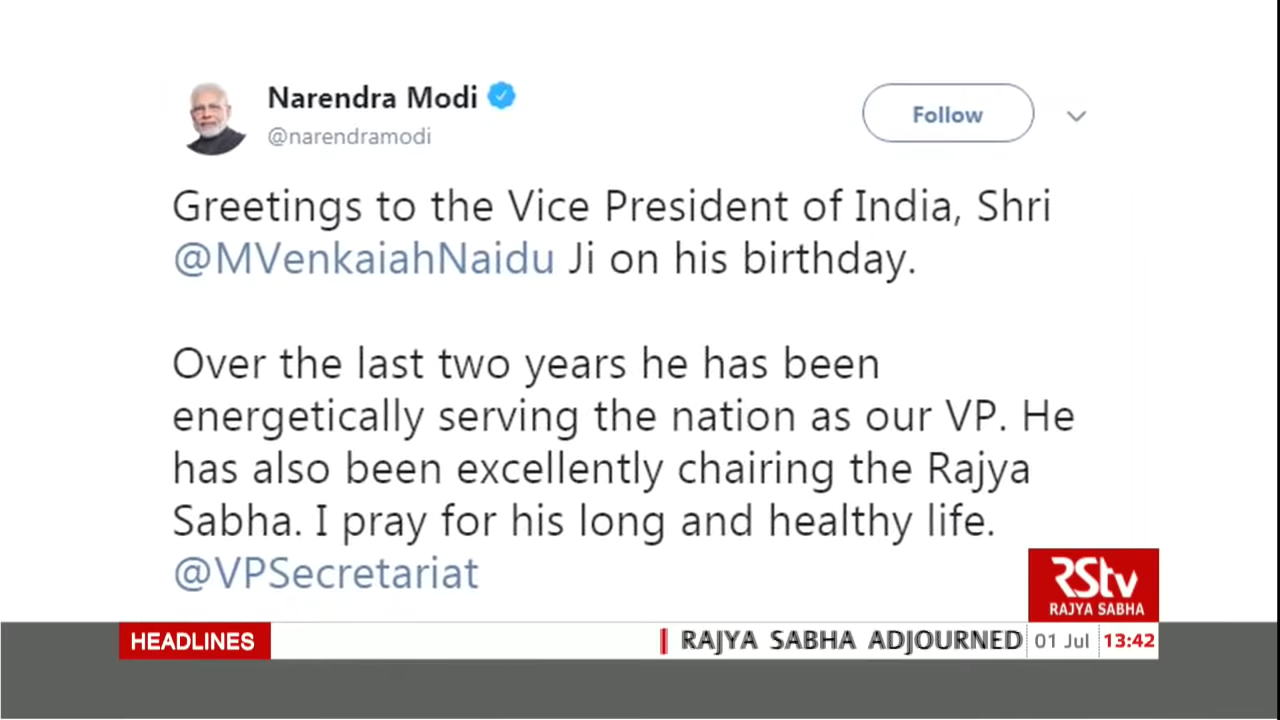 Narendra Modi
@narendramodi
Follow
Greetings to the Vice President of India, Shri
@MVenkaiahNaidu Ji on his birthday.
Over the last two years he has been
energetically serving the nation as our VP. He
has also been excellently chairing the Rajya
Sabha. I pray for his long and healthy life.
@VPSecretariat
RStv
RAJYA SABHA
HEADLINES
RAJYA SABHA ADJOURNED
01 Jul
13:42